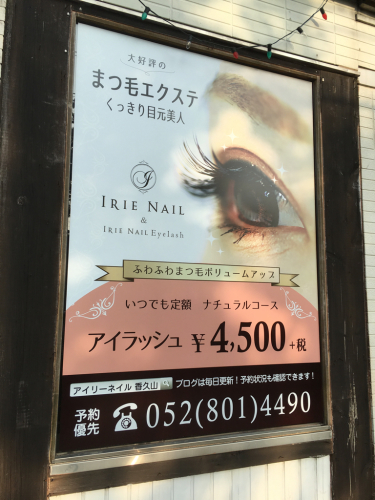 大好評の
まつ毛エクステ
くっきり目元美人
IRIE NAIL
&
IRIE NAIL Eyelash
ふわふわまつ毛ボリュームアップ
いつでも定額 ナチュラルコース
アイラッシュ ￥4,500+税
アイリーネイル 香久山 ブログは毎日更新！予約状況も確認できます！
予約優先 052(801)4490